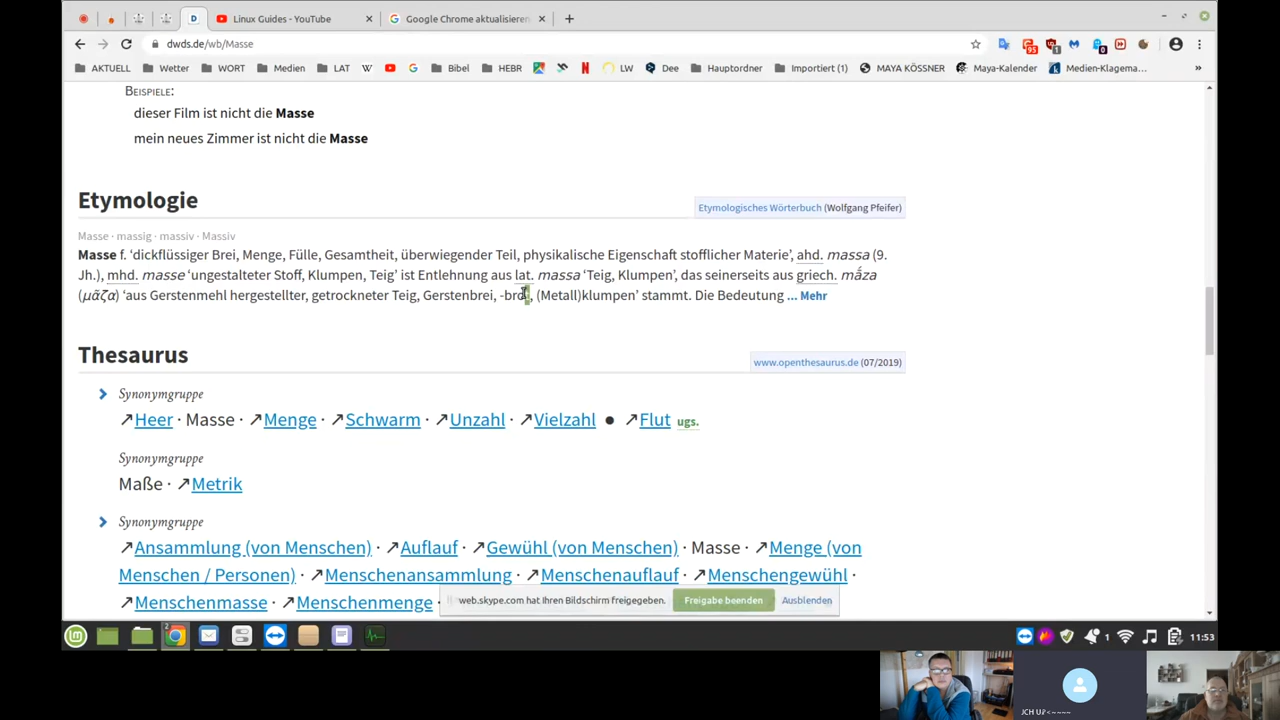 D
Linux Guides - YouTube
Google Chrome aktualisieren
dwds.de/wb/Masse
AKTUELL Wetter WORT Medien LAT Bibel HEBR LW Dee Hauptordner Importiert (1) MAYA KÖSSNER Maya-Kalender Medien-Klagema... »
BEISPIELE:
dieser Film ist nicht die Masse
mein neues Zimmer ist nicht die Masse
Etymologie
Etymologisches Wörterbuch (Wolfgang Pfeifer)
Masse · massig · massiv · Massiv
Masse f. ‘dickflüssiger Brei, Menge, Fülle, Gesamtheit, überwiegender Teil, physikalische Eigenschaft stofflicher Materie’, ahd. massa (9.
Jh.), mhd. masse ‘ungestalteter Stoff, Klumpen, Teig’ ist Entlehnung aus lat. massa ‘Teig, Klumpen’, das seinerseits aus griech. mā́za
(μᾶζα) ‘aus Gerstenmehl hergestellter, getrockneter Teig, Gerstenbrei, (Metall)klumpen’ stammt. Die Bedeutung ... Mehr
Thesaurus
www.openthesaurus.de (07/2019)
Synonymgruppe
↗Heer · Masse · ↗Menge · ↗Schwarm · ↗Unzahl · ↗Vielzahl ● ↗Flut ugs.
Synonymgruppe
Maße · ↗Metrik
Synonymgruppe
↗Ansammlung (von Menschen) · ↗Auflauf · ↗Gewühl (von Menschen) · Masse · ↗Menge (von
Menschen / Personen) · ↗Menschenansammlung · ↗Menschenauflauf · ↗Menschengewühl ·
↗Menschenmasse · ↗Menschenmenge
web.skype.com hat Ihren Bildschirm freigegeben. Freigabe beenden Ausblenden
1 11:53